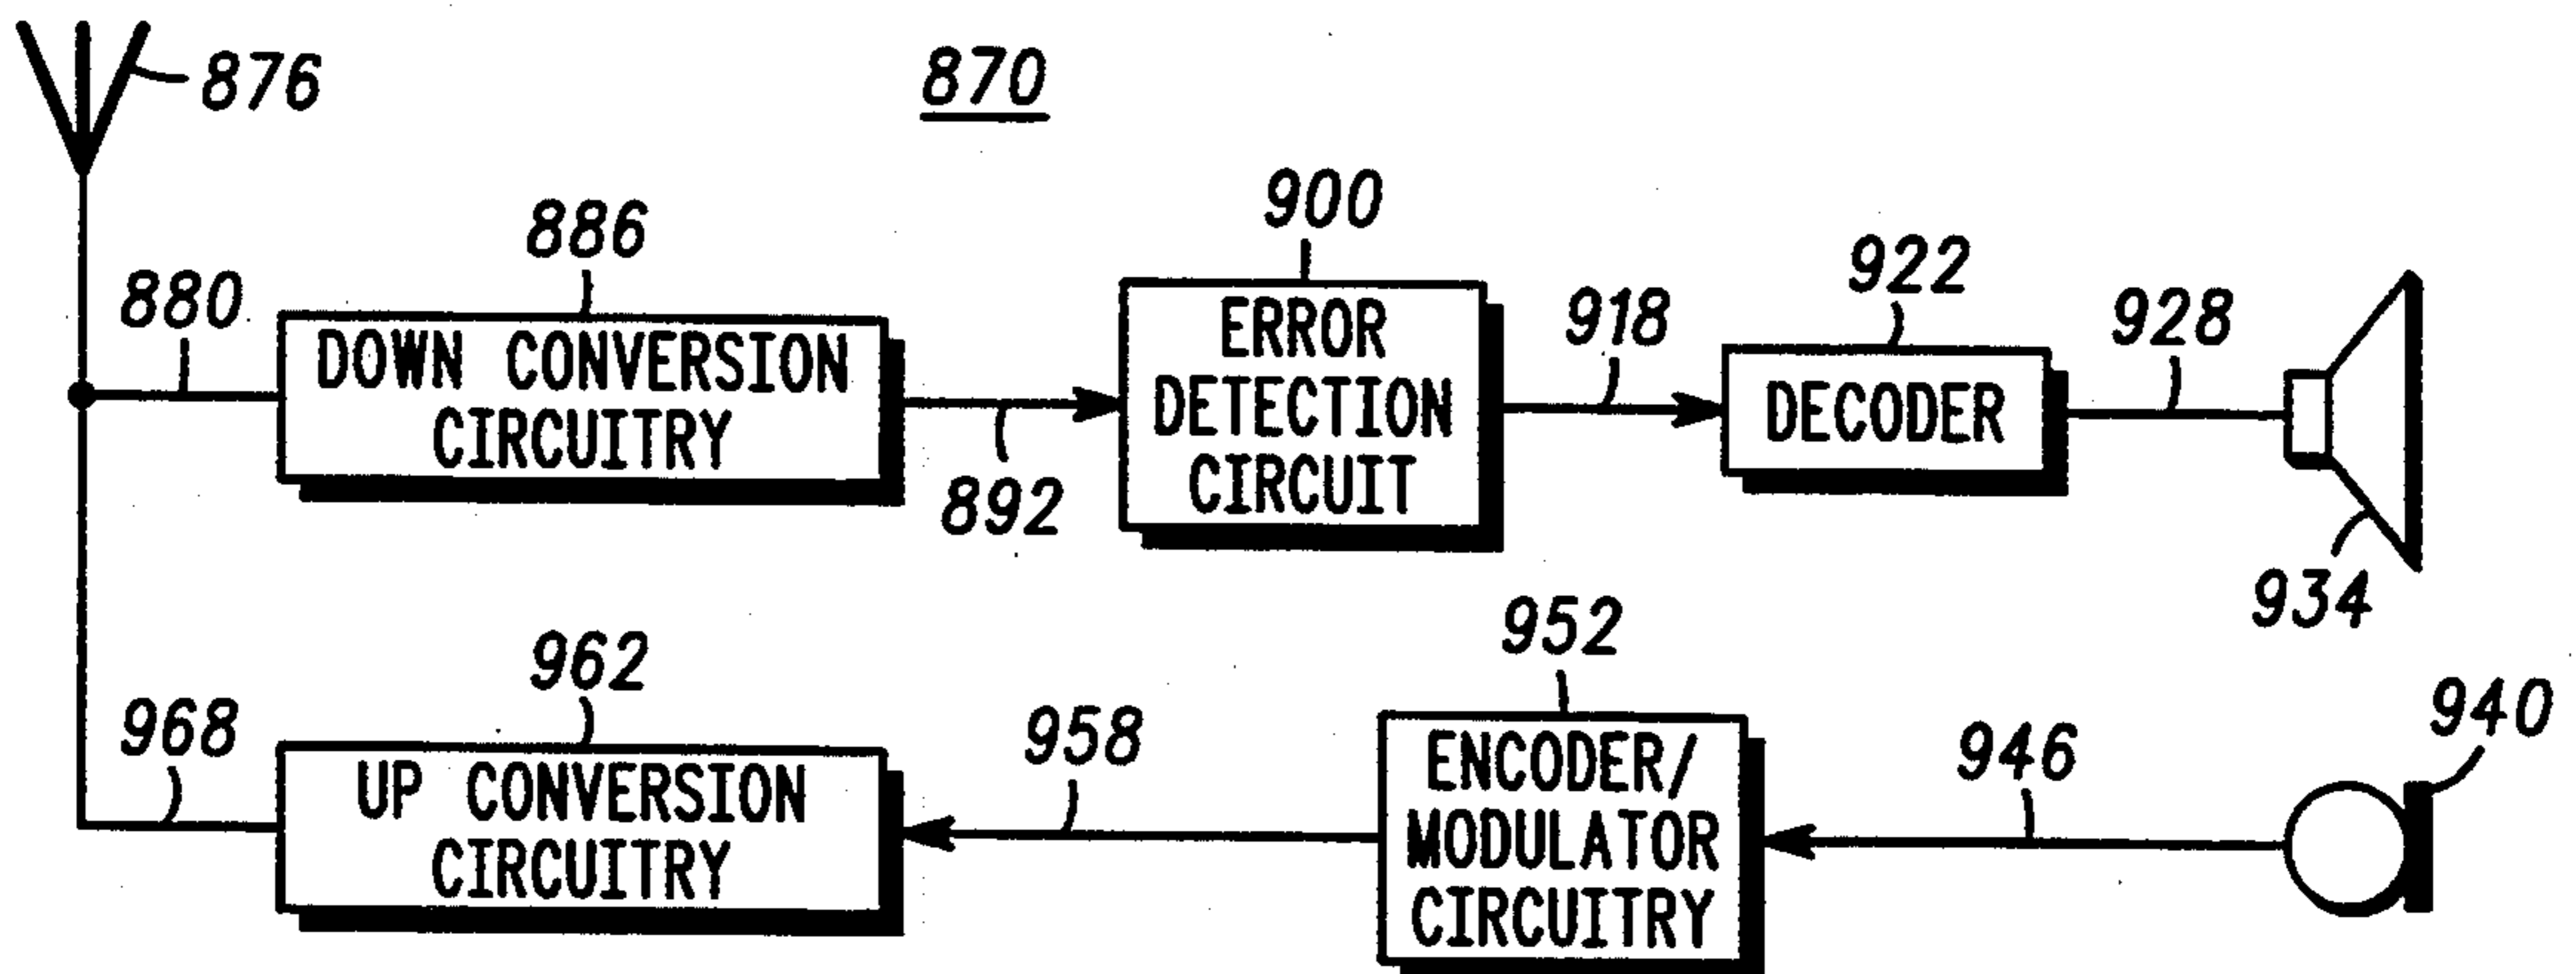 876
870
886
880
DOWN CONVERSION
CIRCUITRY
892
900
ERROR
DETECTION
CIRCUIT
918
922
DECODER
928
934
962
968
UP CONVERSION
CIRCUITRY
958
952
ENCODER/
MODULATOR
CIRCUITRY
946
940